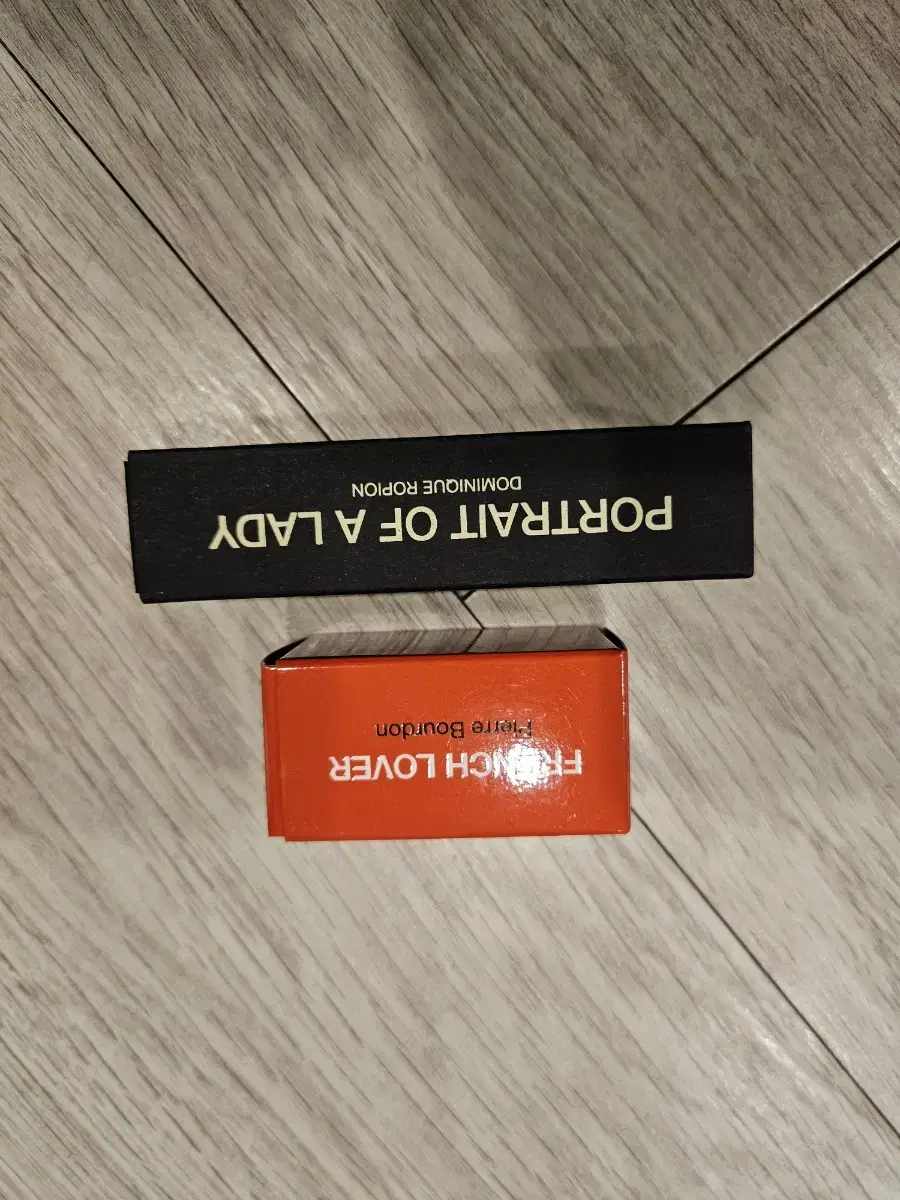 PORTRAIT OF A LADY
DOMINIQUE ROPION
FRENCH LOVER
Pierre Bourdon